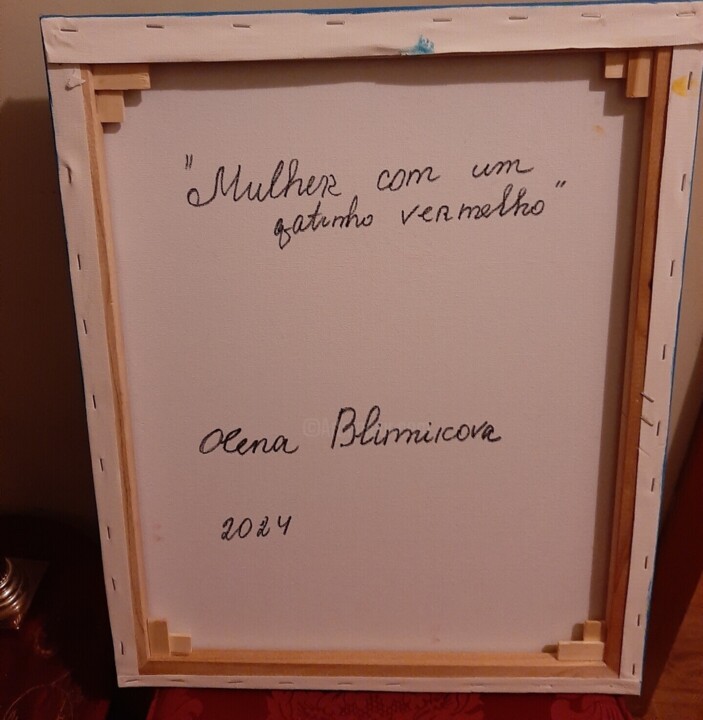 "Mulher com um
gatinho vermelho"
Olena Blinnicova
2024